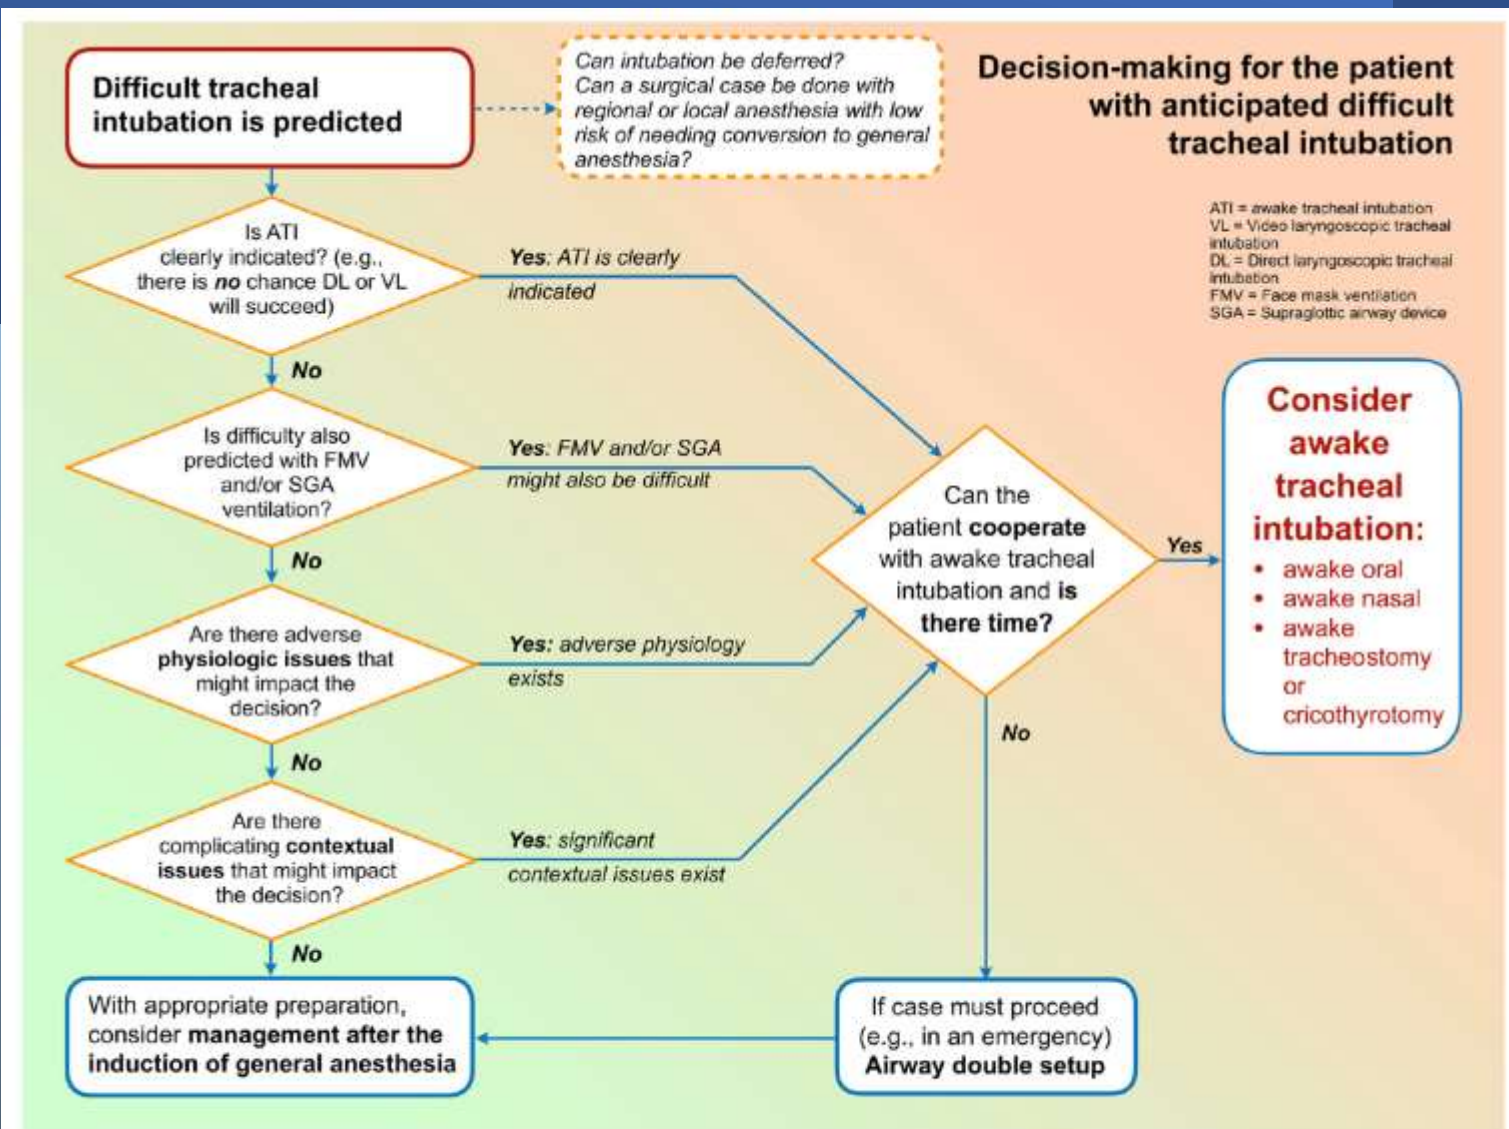 Difficult tracheal
intubation is predicted
Can intubation be deferred?
Can a surgical case be done with
regional or local anesthesia with low
risk of needing conversion to general
anesthesia?
Decision-making for the patient
with anticipated difficult
tracheal intubation
ATI = awake tracheal intubation
VL = Video laryngoscopic tracheal
intubation
DL = Direct laryngoscopic tracheal
intubation
FMV = Face mask ventilation
SGA = Supraglottic airway device
Is ATI
clearly indicated? (e.g.,
there is no chance DL or VL
will succeed)
Yes: ATI is clearly
indicated
No
Is difficulty also
predicted with FMV
and/or SGA
ventilation?
Yes: FMV and/or SGA
might also be difficult
No
Are there adverse
physiologic issues that
might impact the
decision?
Yes: adverse physiology
exists
No
Are there
complicating contextual
issues that might impact
the decision?
Yes: significant
contextual issues exist
No
With appropriate preparation,
consider management after the
induction of general anesthesia
Can the
patient cooperate
with awake tracheal
intubation and is
there time?
Yes
No
Consider
awake
tracheal
intubation:
• awake oral
• awake nasal
• awake
tracheostomy
or
cricothyrotomy
If case must proceed
(e.g., in an emergency)
Airway double setup